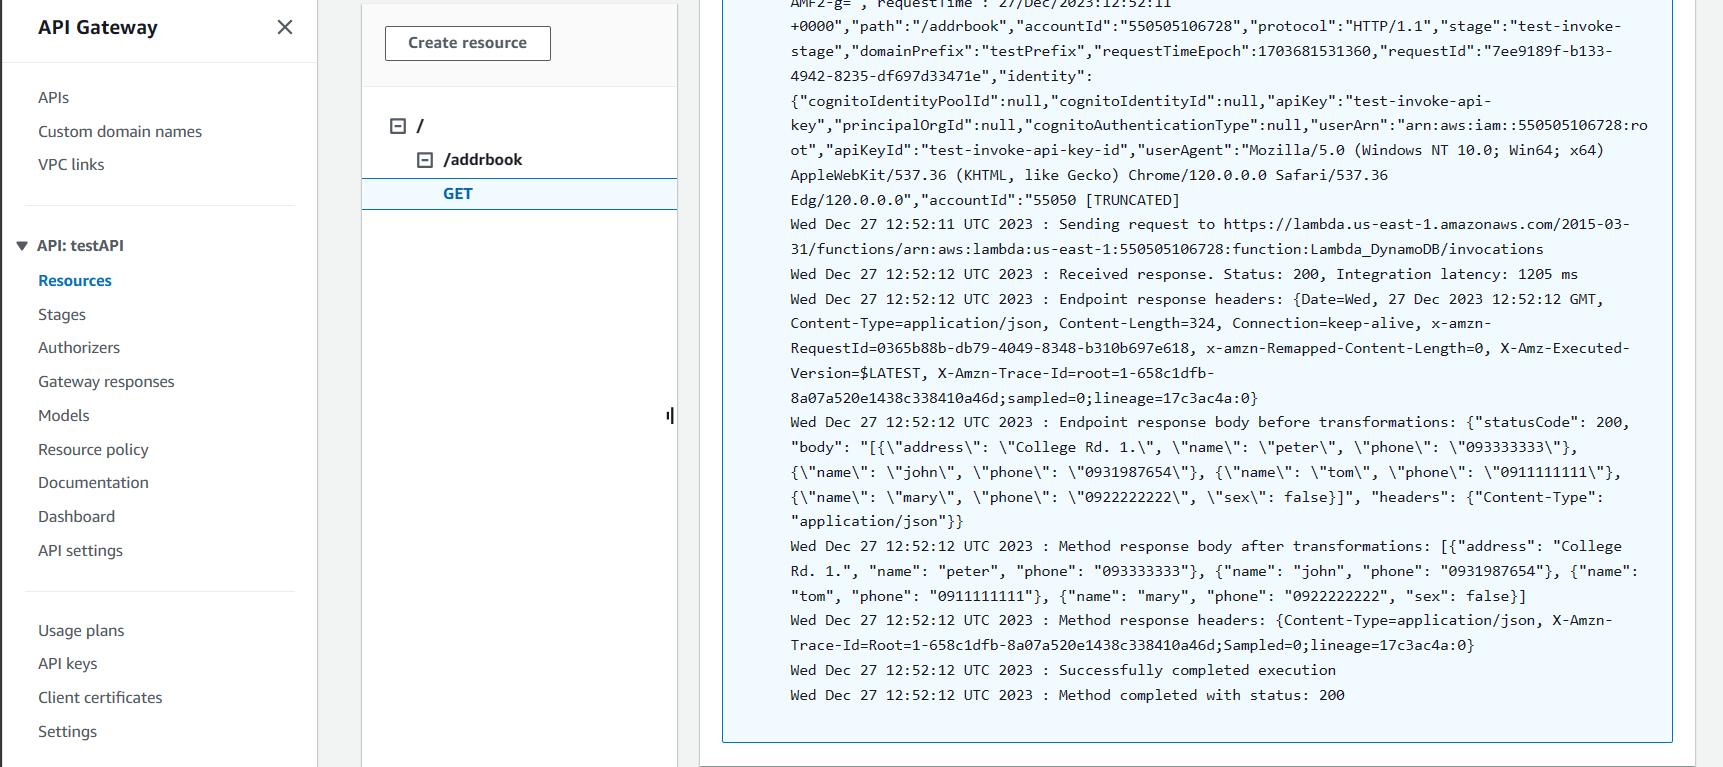 API Gateway
APIs
Custom domain names
VPC links
API: testAPI
Resources
Stages
Authorizers
Gateway responses
Models
Resource policy
Documentation
Dashboard
API settings
Usage plans
API keys
Client certificates
Settings
Create resource
/
/addrbook
GET
AMF2-g=","requestTime":"27/Dec/2023:12:52:11
+0000","path":"/addrbook","accountId":"550505106728","protocol":"HTTP/1.1","stage":"test-invoke-
stage","domainPrefix":"testPrefix","requestTimeEpoch":1703681531360,"requestId":"7ee9189f-b133-
4942-8235-df697d33471e","identity":
{"cognitoIdentityPoolId":null,"cognitoIdentityId":null,"apiKey":"test-invoke-api-
key","principalOrgId":null,"cognitoAuthenticationType":null,"userArn":"arn:aws:iam::550505106728:ro
ot","apiKeyId":"test-invoke-api-key-id","userAgent":"Mozilla/5.0 (Windows NT 10.0; Win64; x64)
AppleWebKit/537.36 (KHTML, like Gecko) Chrome/120.0.0.0 Safari/537.36
Edg/120.0.0.0","accountId":"55050 [TRUNCATED]
Wed Dec 27 12:52:11 UTC 2023 : Sending request to https://lambda.us-east-1.amazonaws.com/2015-03-
31/functions/arn:aws:lambda:us-east-1:550505106728:function:Lambda_DynamoDB/invocations
Wed Dec 27 12:52:12 UTC 2023 : Received response. Status: 200, Integration latency: 1205 ms
Wed Dec 27 12:52:12 UTC 2023 : Endpoint response headers: {Date=Wed, 27 Dec 2023 12:52:12 GMT,
Content-Type=application/json, Content-Length=324, Connection=keep-alive, x-amzn-
RequestId=0365b88b-db79-4049-8348-b310b697e618, x-amzn-Remapped-Content-Length=0, X-Amz-Executed-
Version=$LATEST, X-Amzn-Trace-Id=root=1-658c1dfb-
8a07a520e1438c338410a46d;sampled=0;lineage=17c3ac4a:0}
Wed Dec 27 12:52:12 UTC 2023 : Endpoint response body before transformations: {"statusCode": 200,
"body": "[{\"address\": \"College Rd. 1.\", \"name\": \"peter\", \"phone\": \"093333333\"},
{\"name\": \"john\", \"phone\": \"0931987654\"}, {\"name\": \"tom\", \"phone\": \"0911111111\"},
{\"name\": \"mary\", \"phone\": \"0922222222\", \"sex\": false}]", "headers": {"Content-Type":
"application/json"}}
Wed Dec 27 12:52:12 UTC 2023 : Method response body after transformations: [{"address": "College
Rd. 1.", "name": "peter", "phone": "093333333"}, {"name": "john", "phone": "0931987654"}, {"name":
"tom", "phone": "0911111111"}, {"name": "mary", "phone": "0922222222", "sex": false}]
Wed Dec 27 12:52:12 UTC 2023 : Method response headers: {Content-Type=application/json, X-Amzn-
Trace-Id=Root=1-658c1dfb-8a07a520e1438c338410a46d;Sampled=0;lineage=17c3ac4a:0}
Wed Dec 27 12:52:12 UTC 2023 : Successfully completed execution
Wed Dec 27 12:52:12 UTC 2023 : Method completed with status: 200